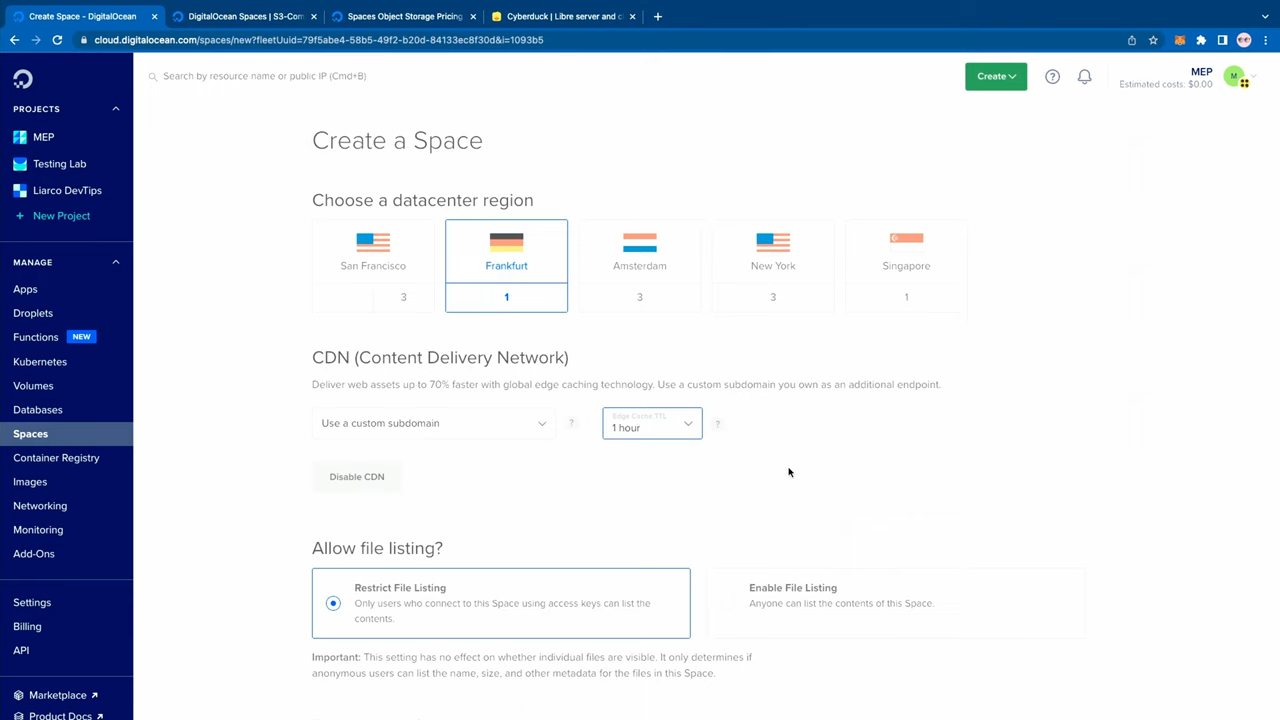 Create Space - DigitalOcean
DigitalOcean Spaces | S3-Com
Spaces Object Storage Pricing
Cyberduck | Libre server and c
cloud.digitalocean.com/spaces/new?fleetUuid=79f5abe4-58b5-49f2-b20d-84133ec8f30d&i=1093b5
Search by resource name or public IP (Cmd+B)
Create
MEP
Estimated costs: $0.00
M
PROJECTS
MEP
Testing Lab
Liarco DevTips
+ New Project
MANAGE
Apps
Droplets
Functions NEW
Kubernetes
Volumes
Databases
Spaces
Container Registry
Images
Networking
Monitoring
Add-Ons
Settings
Billing
API
Marketplace
Product Docs
Create a Space
Choose a datacenter region
San Francisco
Frankfurt
Amsterdam
New York
Singapore
3
1
3
3
1
CDN (Content Delivery Network)
Deliver web assets up to 70% faster with global edge caching technology. Use a custom subdomain you own as an additional endpoint.
Use a custom subdomain
?
Edge Cache TTL
1 hour
?
Disable CDN
Allow file listing?
Restrict File Listing
Only users who connect to this Space using access keys can list the
contents.
Enable File Listing
Anyone can list the contents of this Space.
Important: This setting has no effect on whether individual files are visible. It only determines if
anonymous users can list the name, size, and other metadata for the files in this Space.